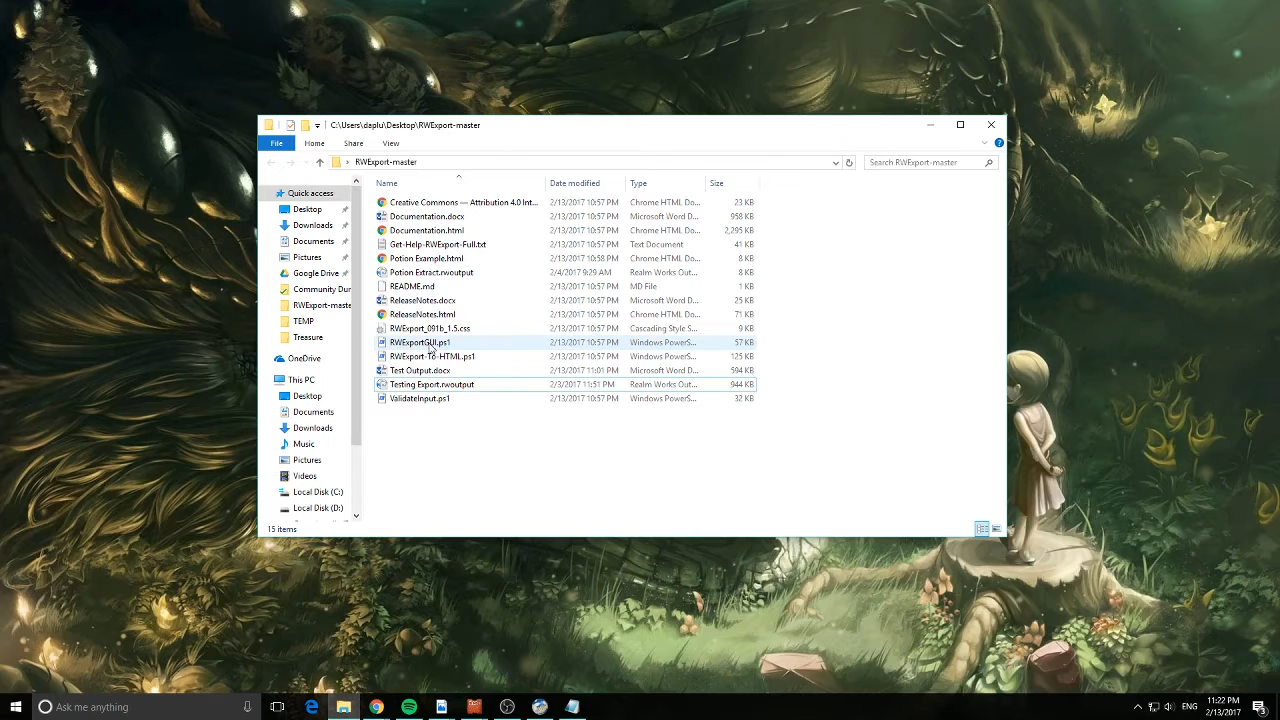 C:\Users\daplu\Desktop\RWExport-master
File Home Share View
RWExport-master
Search RWExport-master
Name Date modified Type Size
Quick access
Desktop
Downloads
Documents
Pictures
Google Drive
Community Dur
RWExport-maste
TEMP
Treasure
OneDrive
This PC
Desktop
Documents
Downloads
Music
Pictures
Videos
Local Disk (C:)
Local Disk (D:)
Creative Commons — Attribution 4.0 Int... 2/13/2017 10:57 PM Chrome HTML Do... 23 KB
Documentation.docx 2/13/2017 10:57 PM Microsoft Word D... 958 KB
Documentation.html 2/13/2017 10:57 PM Chrome HTML Do... 2,295 KB
Get-Help-RWExport-Full.txt 2/13/2017 10:57 PM Text Document 41 KB
Potion Example.html 2/13/2017 10:58 PM Chrome HTML Do... 8 KB
Potion Extract.rwoutput 2/4/2017 9:29 AM Realm Works Out... 8 KB
README.md 2/13/2017 10:57 PM MD File 1 KB
ReleaseNotes.docx 2/13/2017 10:57 PM Microsoft Word D... 25 KB
ReleaseNotes.html 2/13/2017 10:57 PM Chrome HTML Do... 71 KB
RWExport_091b_1.5.css 2/13/2017 10:57 PM Cascading Style S... 9 KB
RWExportGUI.ps1 2/13/2017 10:57 PM Windows PowerS... 57 KB
RWExport-To-HTML.ps1 2/13/2017 10:57 PM Windows PowerS... 125 KB
Test Output.docx 2/13/2017 11:01 PM Microsoft Word D... 594 KB
Testing Export.rwoutput 2/3/2017 11:51 PM Realm Works Out... 944 KB
ValidateInput.ps1 2/13/2017 10:57 PM Windows PowerS... 32 KB
15 items
Ask me anything
ENG
11:22 PM
2/13/2017